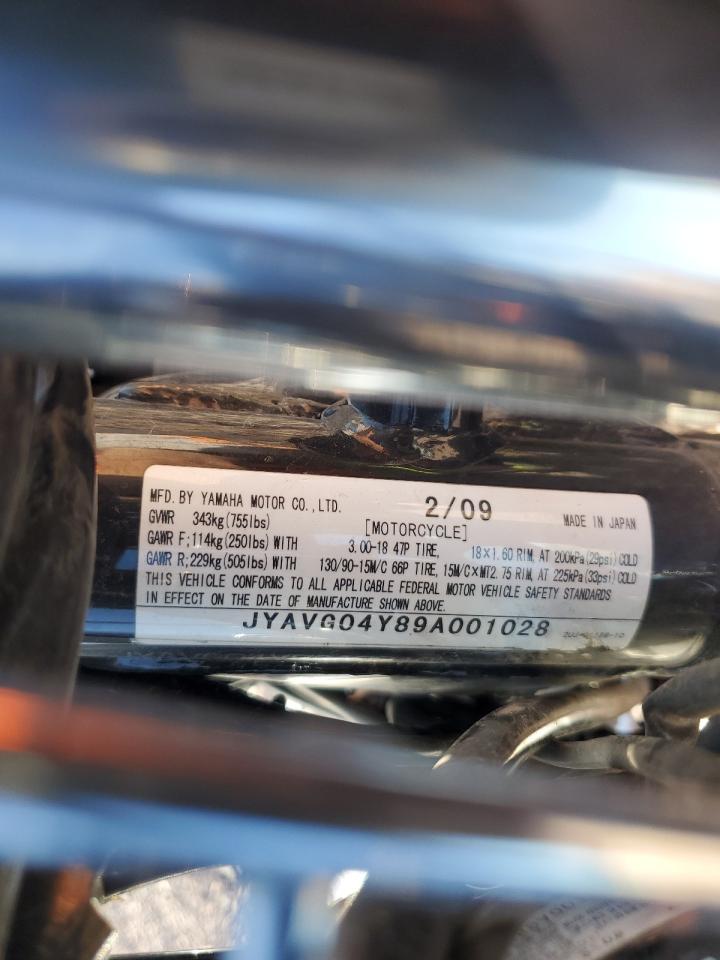 MFD. BY YAMAHA MOTOR CO.,LTD. 2/09 MADE IN JAPAN
GVWR 343kg(755lbs) [MOTORCYCLE]
GAWR F;114kg(250lbs) WITH 3.00-18 47P TIRE, 18×1.60 RIM, AT 200kPa(29psi)COLD
GAWR R;229kg(505lbs) WITH 130/90-15M/C 66P TIRE, 15M/C×MT2.75 RIM, AT 225kPa(33psi)COLD
THIS VEHICLE CONFORMS TO ALL APPLICABLE FEDERAL MOTOR VEHICLE SAFETY STANDARDS
IN EFFECT ON THE DATE OF MANUFACTURE SHOWN ABOVE.
JYAVG04Y89A001028